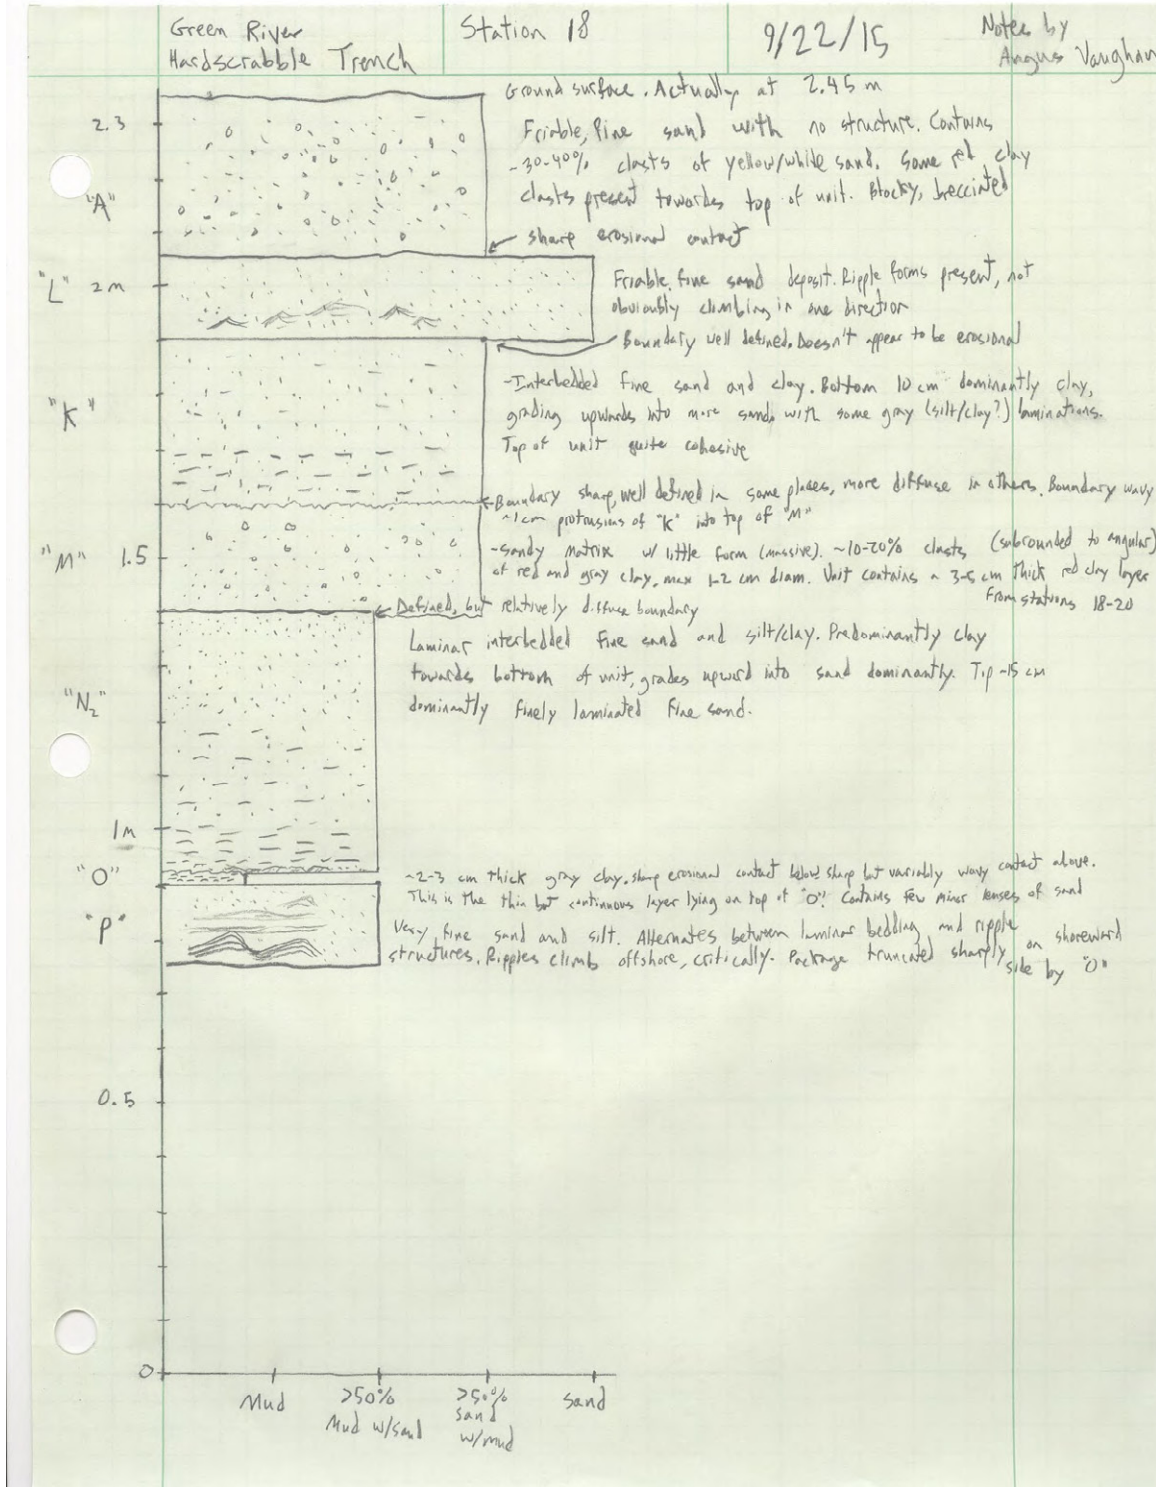 Green River
Hardscrabble Trench
Station 18
9/22/15
Notes by
Angus Vaughan
Ground surface. Actually at 2.45 m
2.3
Friable, fine sand with no structure. Contains
~30-40% clasts of yellow/white sand. Some red clay
clasts present towards top of unit. Blocky, brecciated
"A"
sharp erosional contact
"L" 2m
Friable, fine sand deposit. Ripple forms present, not
obviously climbing in one direction
Boundary well defined. Doesn't appear to be erosional
"K"
-Interbedded fine sand and clay. Bottom 10 cm dominantly clay,
grading upwards into more sand, with some gray (silt/clay?) laminations.
Top of unit quite cohesive
Boundary sharp, well defined in some places, more diffuse in others. Boundary wavy
~1cm protrusions of "K" into top of "M"
"M" 1.5
-Sandy matrix w/ little form (massive). ~10-20% clasts (subrounded to angular)
of red and gray clay, max 1-2 cm diam. Unit contains ~ 3-5 cm thick red clay layer
from stations 18-20
Defined, but relatively diffuse boundary
"N₂"
Laminar interbedded fine sand and silt/clay. Predominantly clay
towards bottom of unit, grades upward into sand dominantly. Top ~15 cm
dominantly finely laminated fine sand.
1m
"O"
~2-3 cm thick gray clay. sharp erosional contact below sharp but variably wavy contact above.
This is the thin but continuous layer lying on top of "O". Contains few minor lenses of sand
"P"
Very fine sand and silt. Alternates between laminar bedding and ripple
structures. Ripples climb offshore, critically. Package truncated sharply on shoreward
side by "O"
0.5
0
Mud
>50%
Mud w/sand
>50%
sand
w/mud
Sand